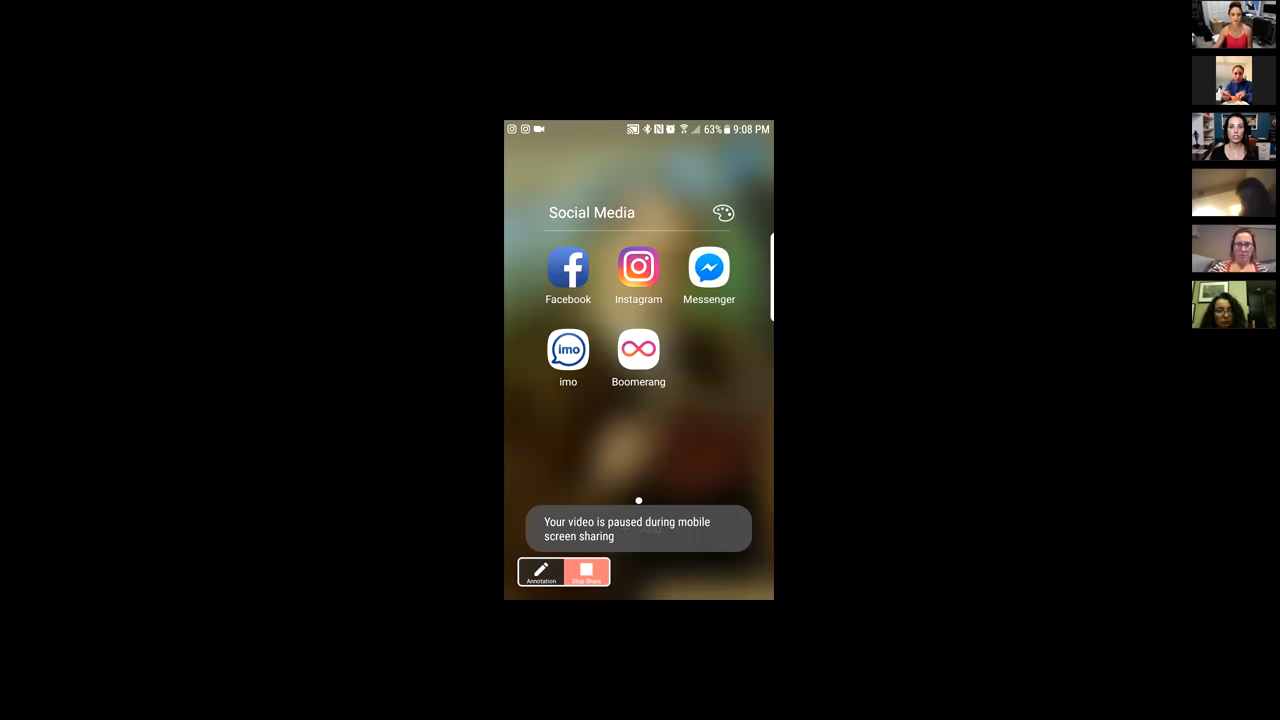 63% 9:08 PM
Social Media
Facebook Instagram Messenger
imo
imo Boomerang
Your video is paused during mobile
screen sharing
Annotation Stop Share